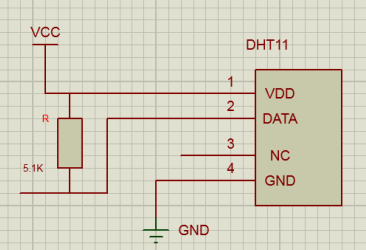 VCC
DHT11
1
VDD
2
R
DATA
3
NC
5.1K
4
GND
GND